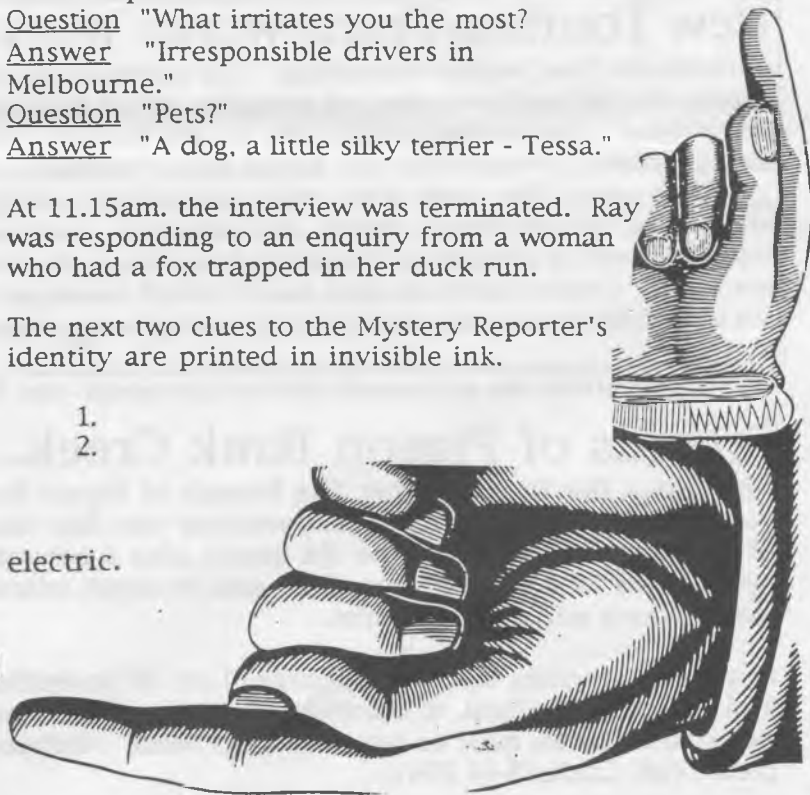 Question "What irritates you the most?
Answer "Irresponsible drivers in
Melbourne."
Question "Pets?"
Answer "A dog, a little silky terrier - Tessa."
At 11.15am. the interview was terminated. Ray
was responding to an enquiry from a woman
who had a fox trapped in her duck run.
The next two clues to the Mystery Reporter's
identity are printed in invisible ink.
1.
2.
electric.